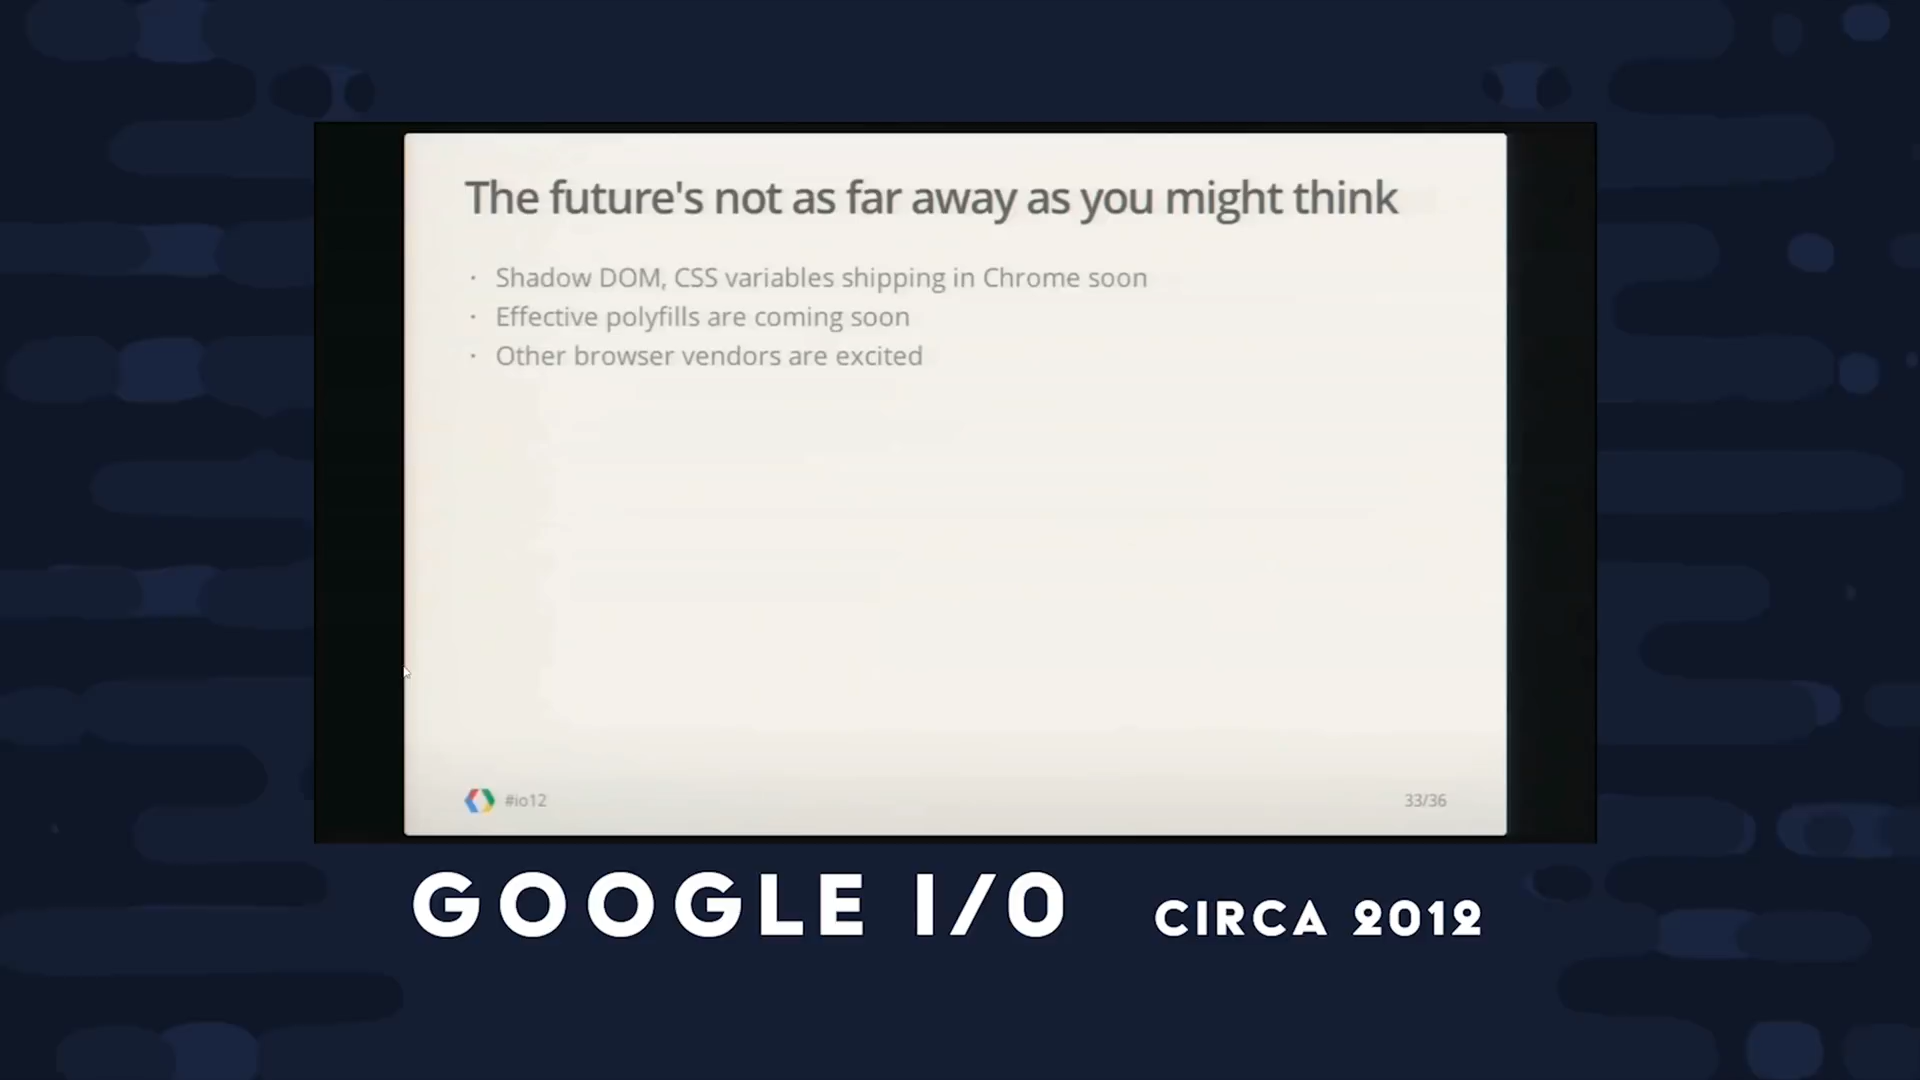 The future's not as far away as you might think
· Shadow DOM, CSS variables shipping in Chrome soon
· Effective polyfills are coming soon
· Other browser vendors are excited
#io12
33/36
GOOGLE I/O CIRCA 2012